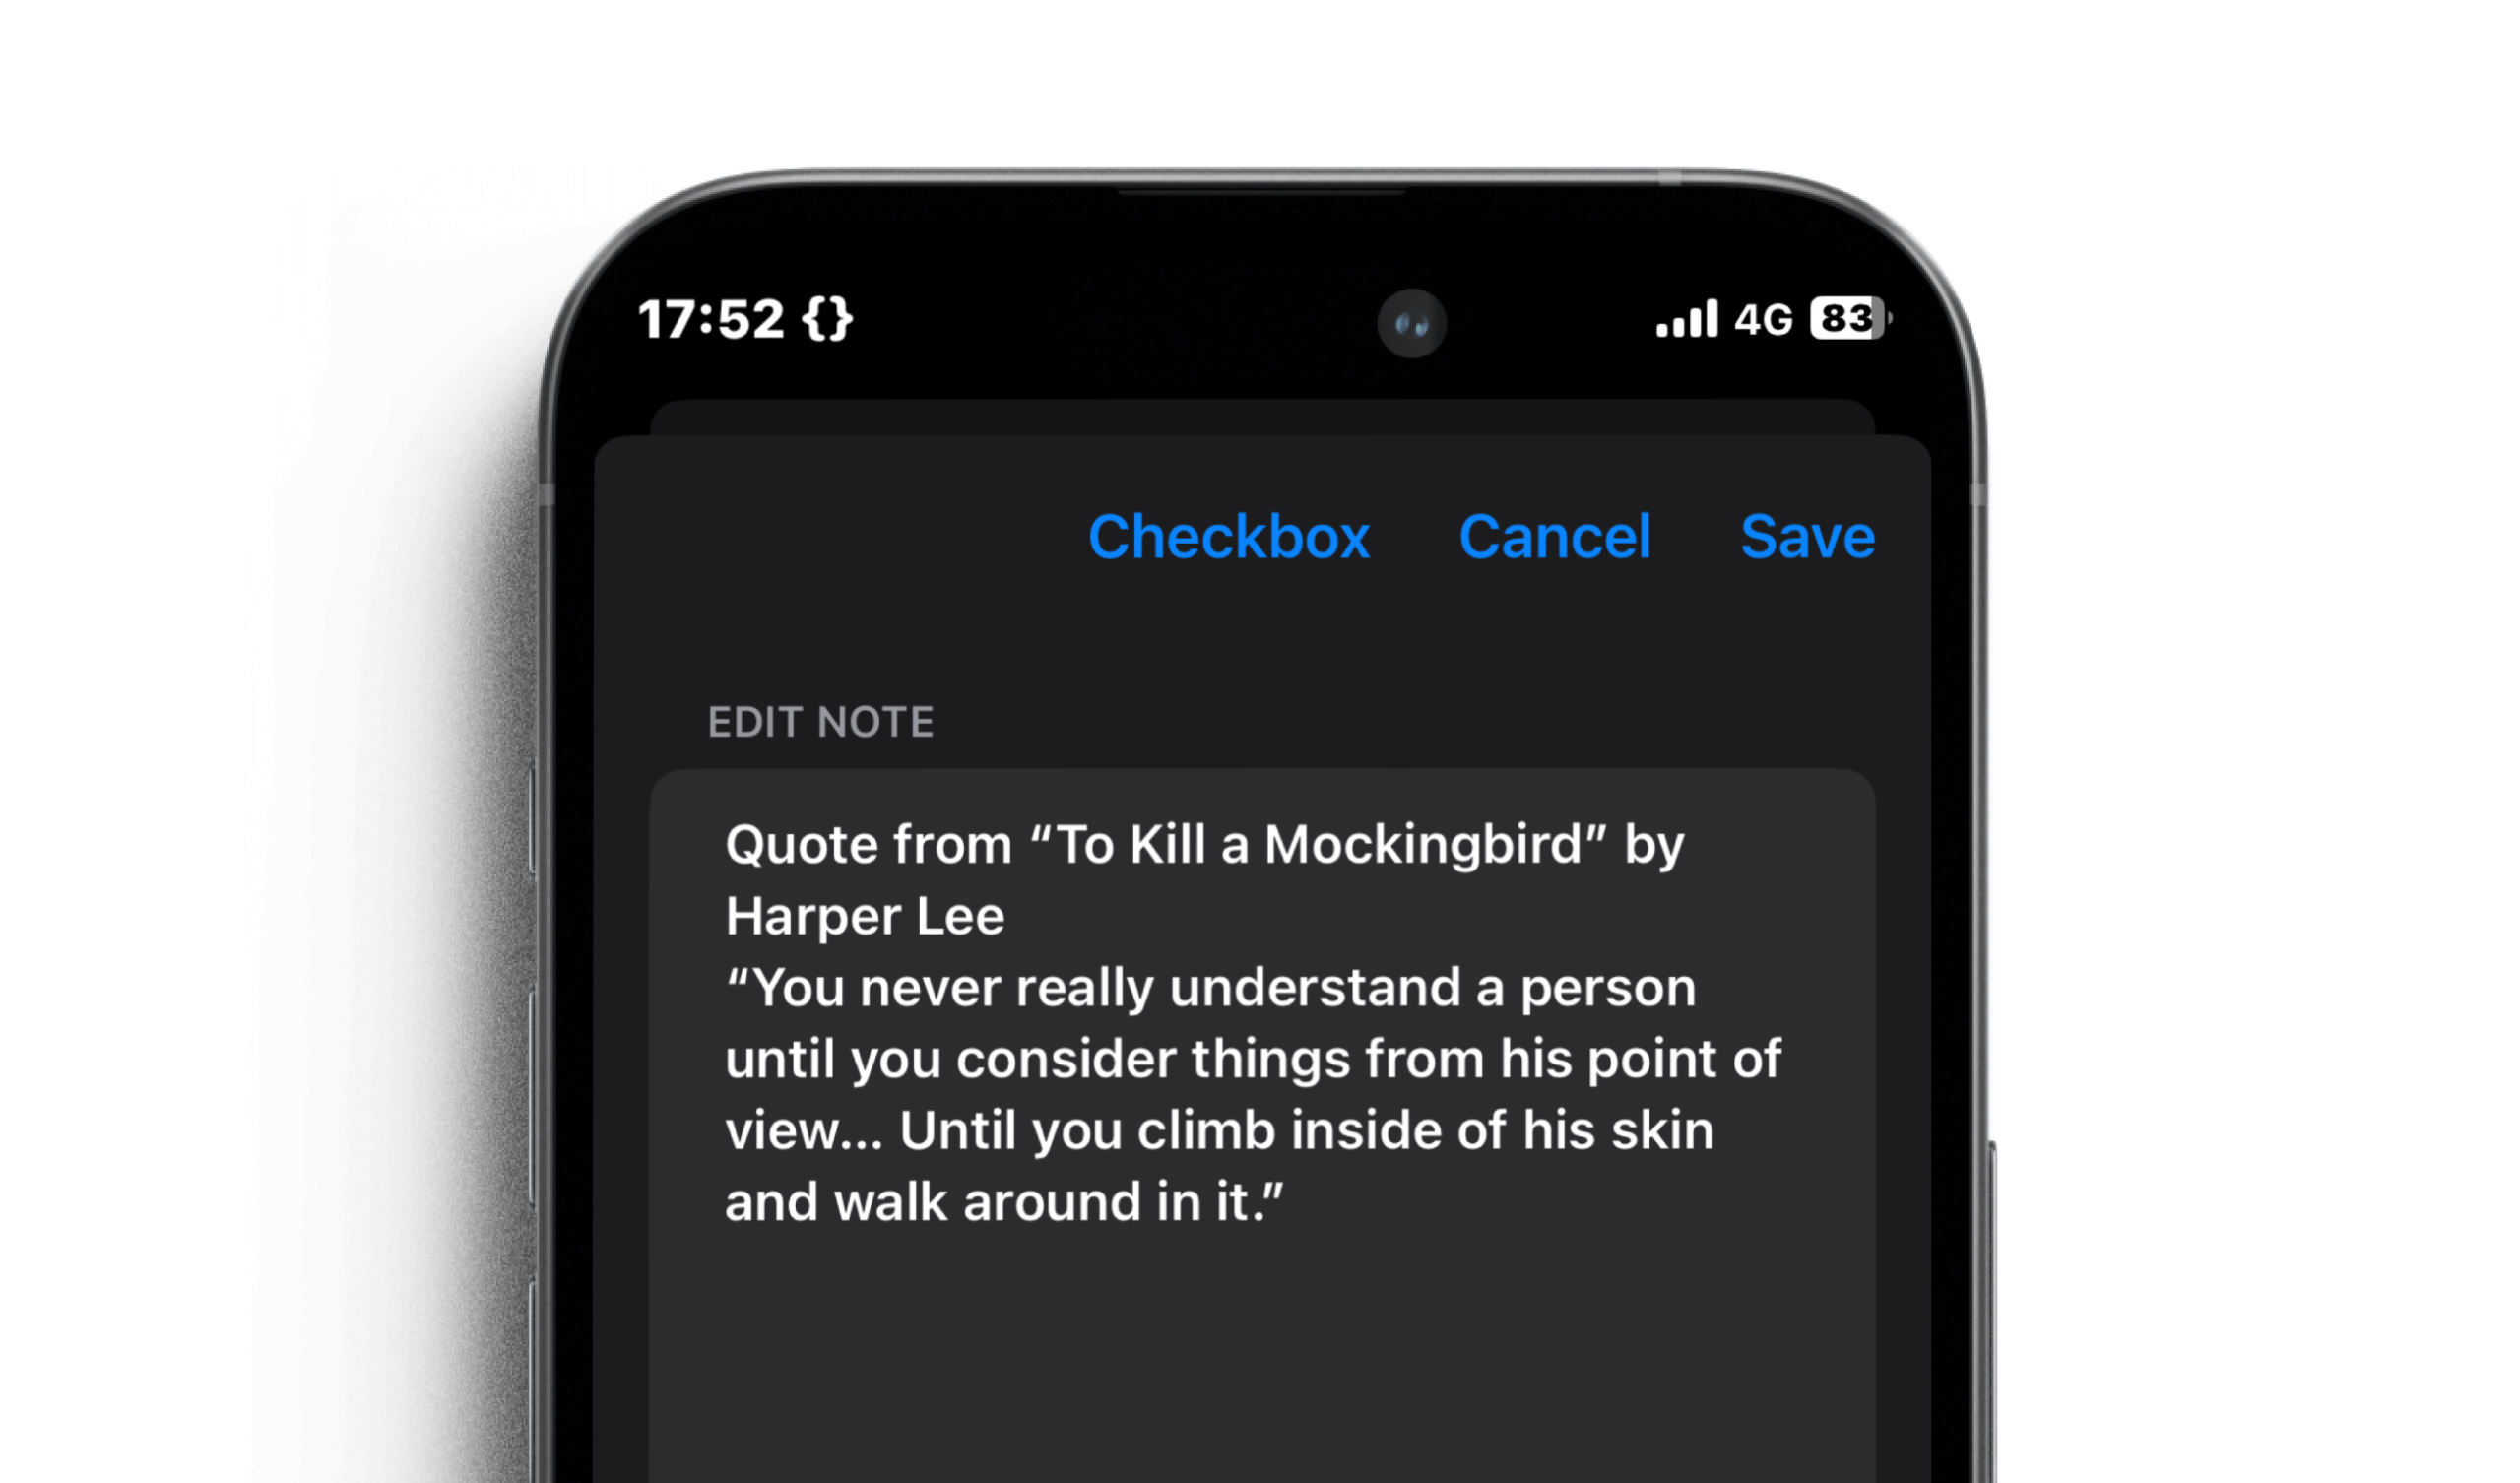 17:52 {} 4G 83
Checkbox Cancel Save
EDIT NOTE
Quote from “To Kill a Mockingbird” by
Harper Lee
“You never really understand a person
until you consider things from his point of
view... Until you climb inside of his skin
and walk around in it.”